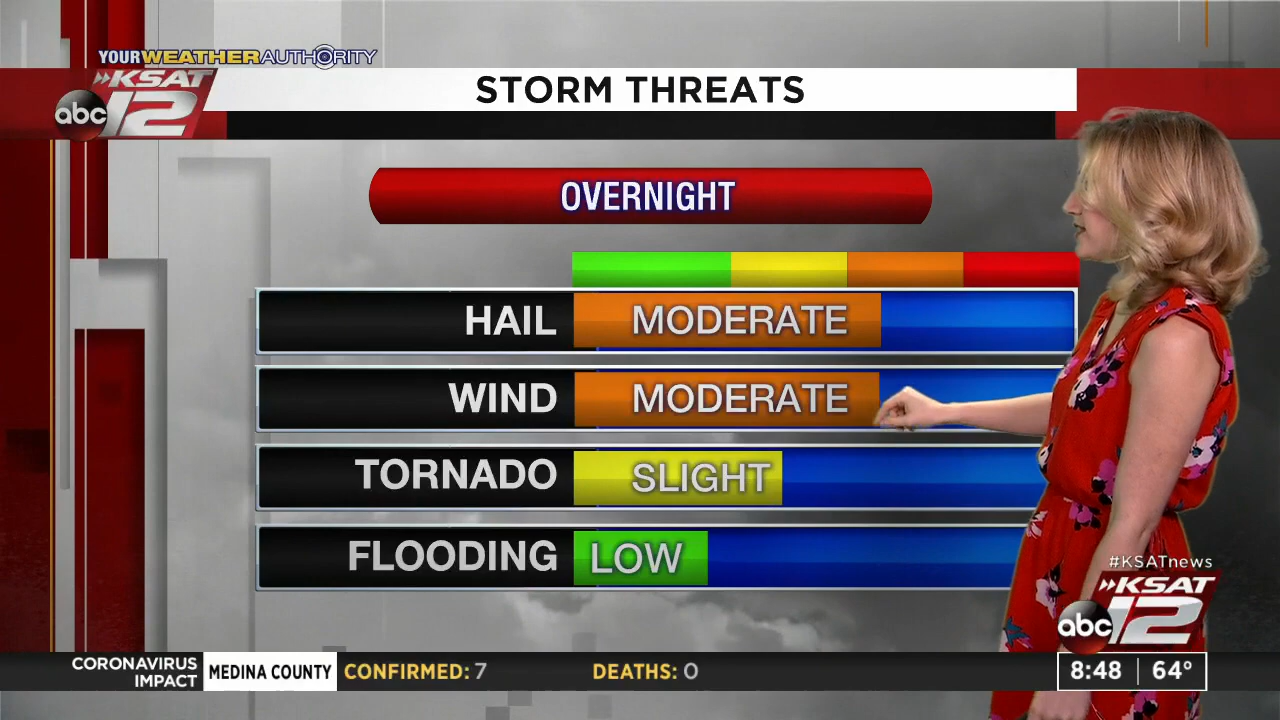 YOUR WEATHER AUTHORITY
KSAT
abc 12
STORM THREATS
OVERNIGHT
HAIL MODERATE
WIND MODERATE
TORNADO SLIGHT
FLOODING LOW
#KSATnews
KSAT
abc 12
CORONAVIRUS IMPACT MEDINA COUNTY CONFIRMED: 7 DEATHS: 0 8:48 64°